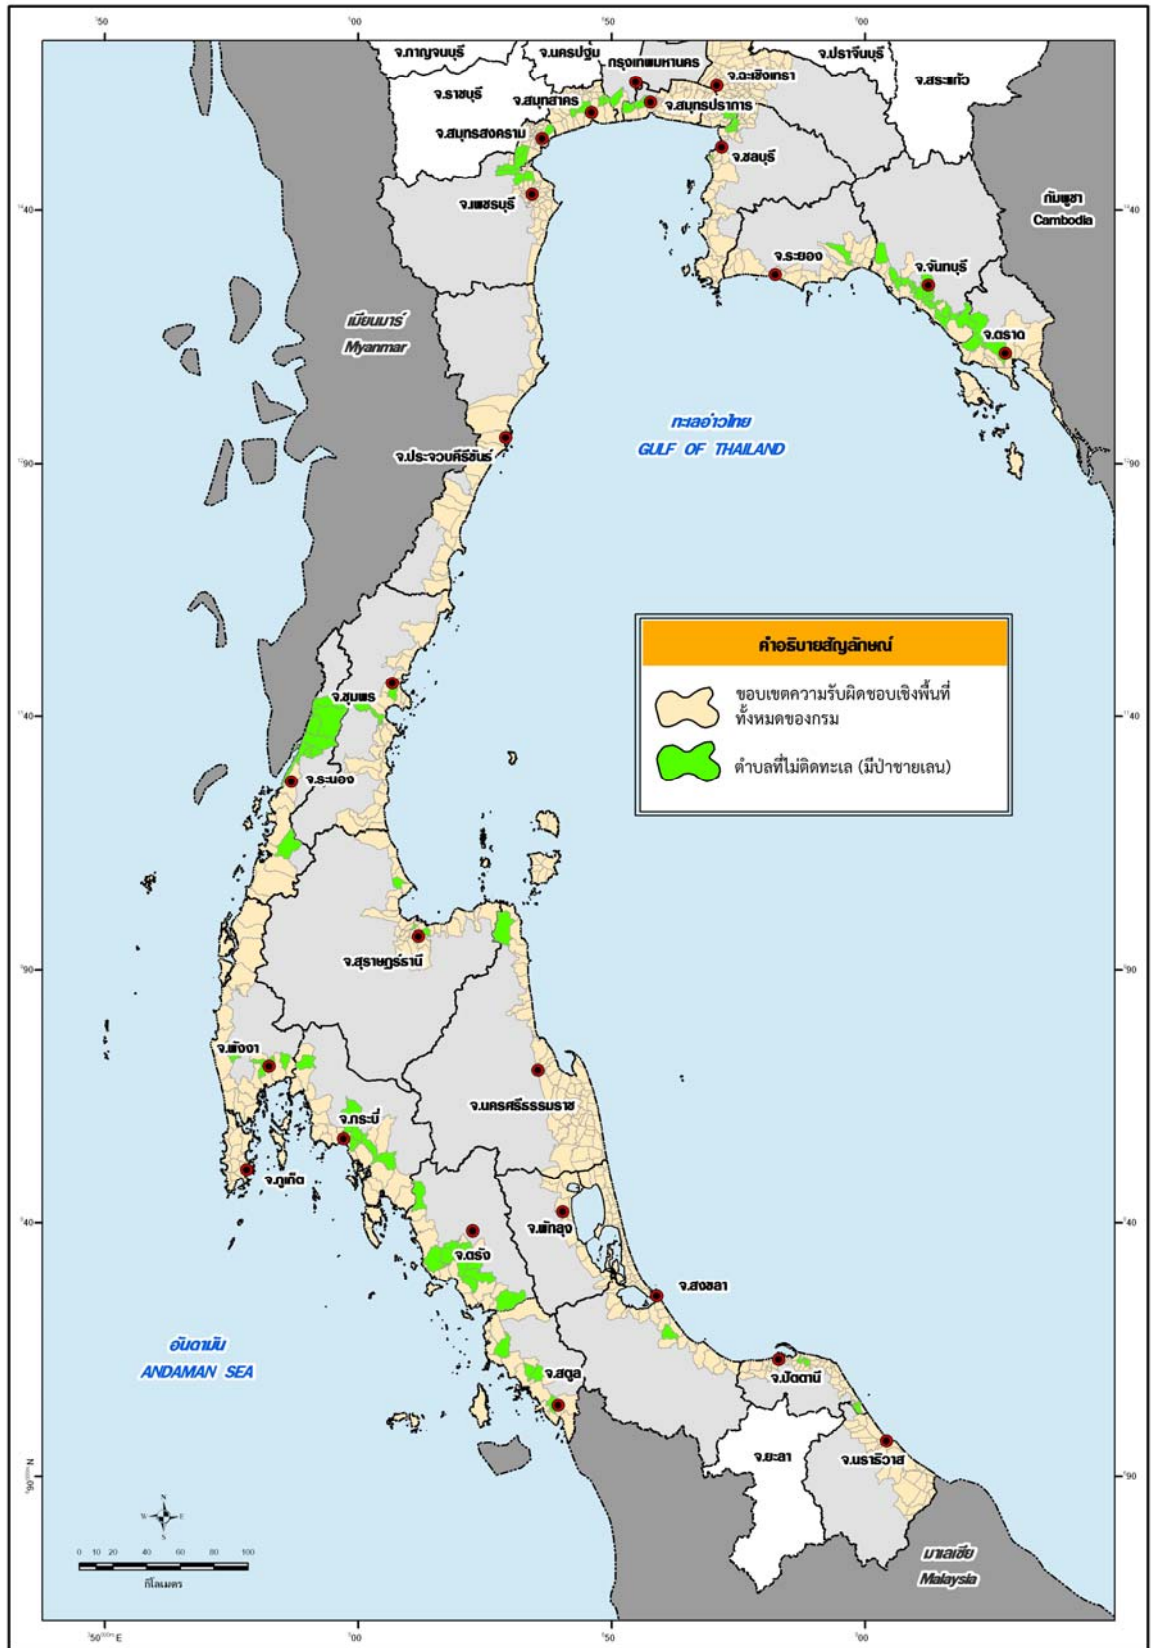 ⁵50
⁶00
⁶50
⁷00
จ.กาญจนบุรี
จ.นครปฐม
กรุงเทพมหานคร
จ.ปราจีนบุรี
จ.ฉะเชิงเทรา
จ.สระแก้ว
จ.ราชบุรี
จ.สมุทสาคร
จ.สมุทรปราการ
จ.สมุทรสงคราม
จ.ชลบุรี
จ.เพชรบุรี
กัมพูชา
Cambodia
จ.ระยอง
จ.จันทบุรี
เมียนมาร์
Myanmar
จ.ตราด
ทะเลอ่าวไทย
GULF OF THAILAND
จ.ประจวบคีรีขันธ์
คำอธิบายสัญลักษณ์
ขอบเขตความรับผิดชอบเชิงพื้นที่
ทั้งหมดของกรม
ตำบลที่ไม่ติดทะเล (มีป่าชายเลน)
จ.ชุมพร
จ.ระนอง
จ.สุราษฎร์ธานี
จ.พังงา
จ.นครศรีธรรมราช
จ.กระบี่
จ.ภูเก็ต
จ.พัทลุง
จ.ตรัง
จ.สงขลา
อันดามัน
ANDAMAN SEA
จ.สตูล
จ.ปัตตานี
จ.ยะลา
จ.นราธิวาส
มาเลเซีย
Malaysia
N
W E
S
0 10 20 40 60 80 100
กิโลเมตร